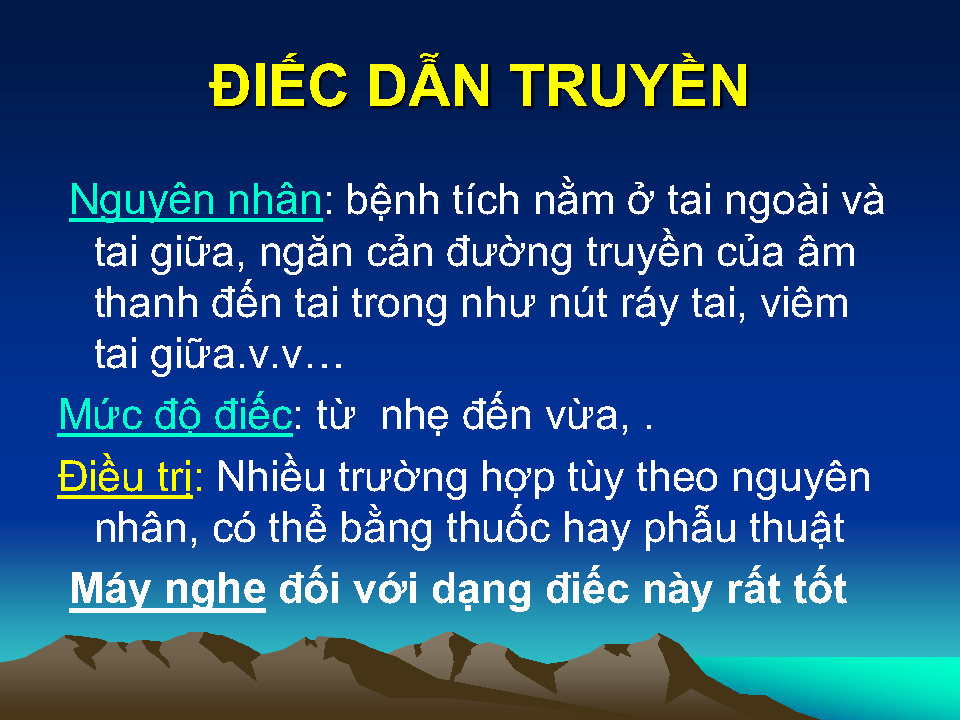 ĐIẾC DẪN TRUYỀN
Nguyên nhân: bệnh tích nằm ở tai ngoài và
tai giữa, ngăn cản đường truyền của âm
thanh đến tai trong như nút ráy tai, viêm
tai giữa.v.v…
Mức độ điếc: từ  nhẹ đến vừa, .
Điều trị: Nhiều trường hợp tùy theo nguyên
nhân, có thể bằng thuốc hay phẫu thuật
Máy nghe đối với dạng điếc này rất tốt